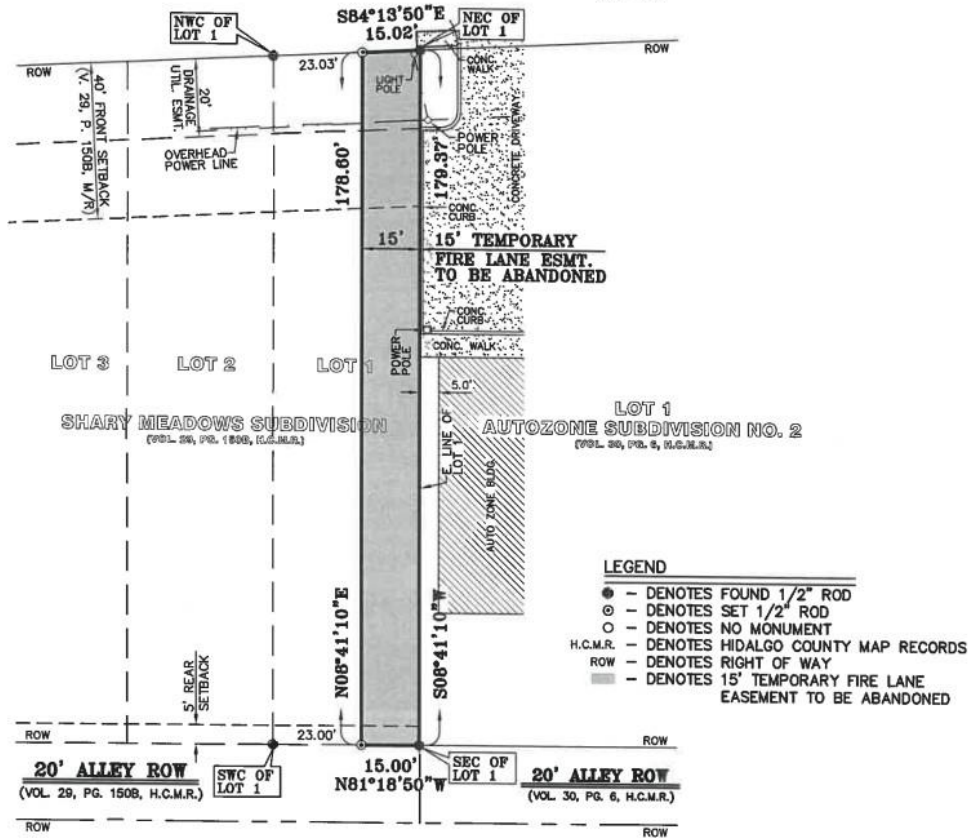 S84°13'50"E
15.02'
NWC OF
LOT 1
NEC OF
LOT 1
ROW
ROW
23.03'
CONC.
WALK
LIGHT
POLE
40' FRONT SETBACK
(V. 29, P. 150B, M/R)
20'
DRAINAGE
UTIL. ESMT.
OVERHEAD
POWER LINE
POWER
POLE
CONCRETE DRIVEWAY
178.60'
179.37'
CONC.
CURB
15'
15' TEMPORARY
FIRE LANE ESMT.
TO BE ABANDONED
CONC.
CURB
CONC. WALK
POWER
POLE
LOT 3
LOT 2
LOT 1
5.0'
SHARY MEADOWS SUBDIVISION
(VOL. 29, PG. 150B, H.C.M.R.)
E. LINE OF
LOT 1
LOT 1
AUTOZONE SUBDIVISION NO. 2
(VOL. 30, PG. 6, H.C.M.R.)
AUTO ZONE BLDG.
LEGEND
- DENOTES FOUND 1/2" ROD
- DENOTES SET 1/2" ROD
- DENOTES NO MONUMENT
H.C.M.R. - DENOTES HIDALGO COUNTY MAP RECORDS
ROW - DENOTES RIGHT OF WAY
- DENOTES 15' TEMPORARY FIRE LANE
EASEMENT TO BE ABANDONED
N08°41'10"E
S08°41'10"W
5' REAR
SETBACK
ROW
23.00'
ROW
20' ALLEY ROW
(VOL. 29, PG. 150B, H.C.M.R.)
SWC OF
LOT 1
15.00'
N81°18'50"W
SEC OF
LOT 1
20' ALLEY ROW
(VOL. 30, PG. 6, H.C.M.R.)
ROW
ROW